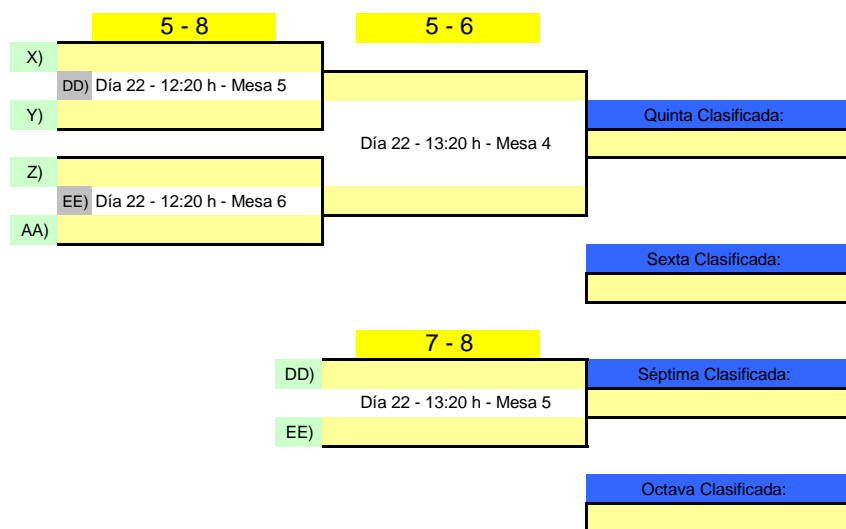 5 - 8
5 - 6
X)
DD) Día 22 - 12:20 h - Mesa 5
Y)
Quinta Clasificada:
Día 22 - 13:20 h - Mesa 4
Z)
EE) Día 22 - 12:20 h - Mesa 6
AA)
Sexta Clasificada:
7 - 8
DD)
Séptima Clasificada:
Día 22 - 13:20 h - Mesa 5
EE)
Octava Clasificada: